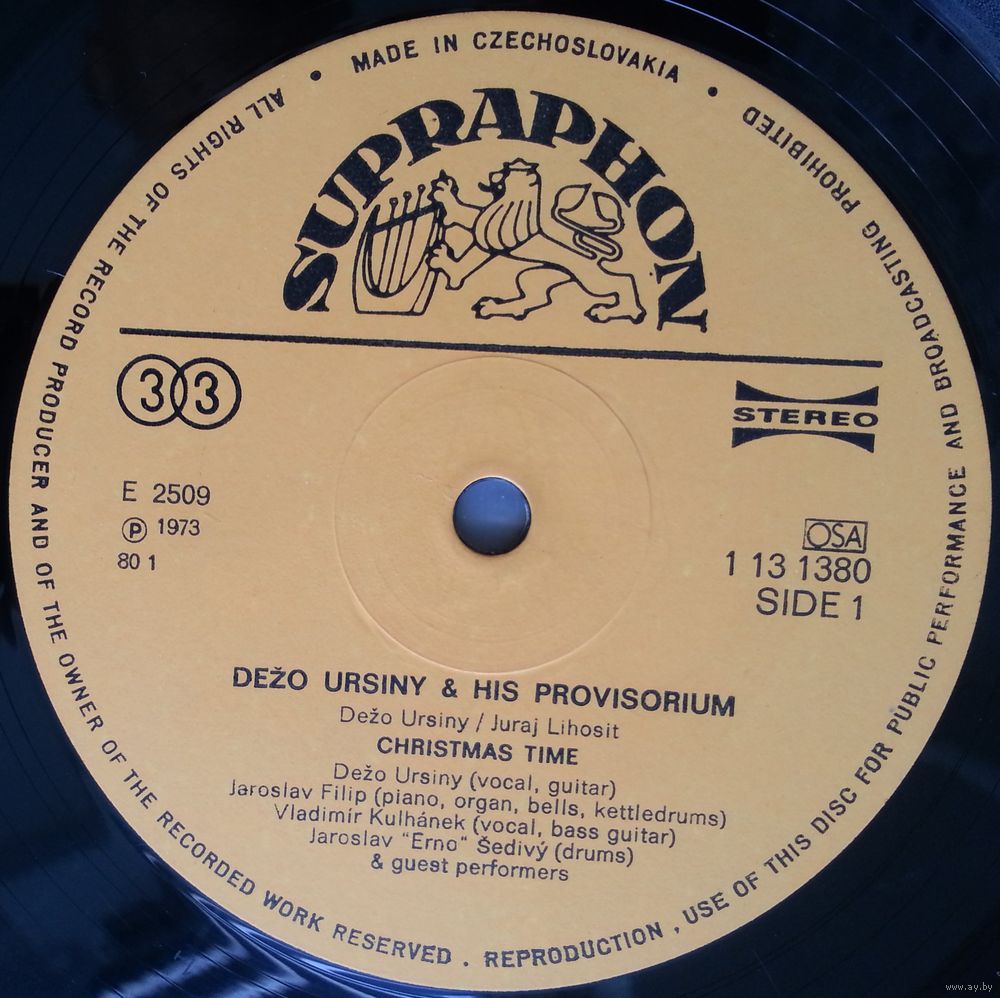 MADE IN CZECHOSLOVAKIA
ALL RIGHTS OF THE RECORD PRODUCER AND OF THE OWNER OF THE RECORDED WORK RESERVED . REPRODUCTION , USE OF THIS DISC FOR PUBLIC PERFORMANCE AND BROADCASTING PROHIBITED
SUPRAPHON
33
STEREO
E 2509
Ⓟ 1973
80 1
OSA
1 13 1380
SIDE 1
DEŽO URSINY & HIS PROVISORIUM
Dežo Ursiny / Juraj Lihosit
CHRISTMAS TIME
Dežo Ursiny (vocal, guitar)
Jaroslav Filip (piano, organ, bells, kettledrums)
Vladimír Kulhánek (vocal, bass guitar)
Jaroslav "Erno" Šedivý (drums)
& guest performers
www.ay.by